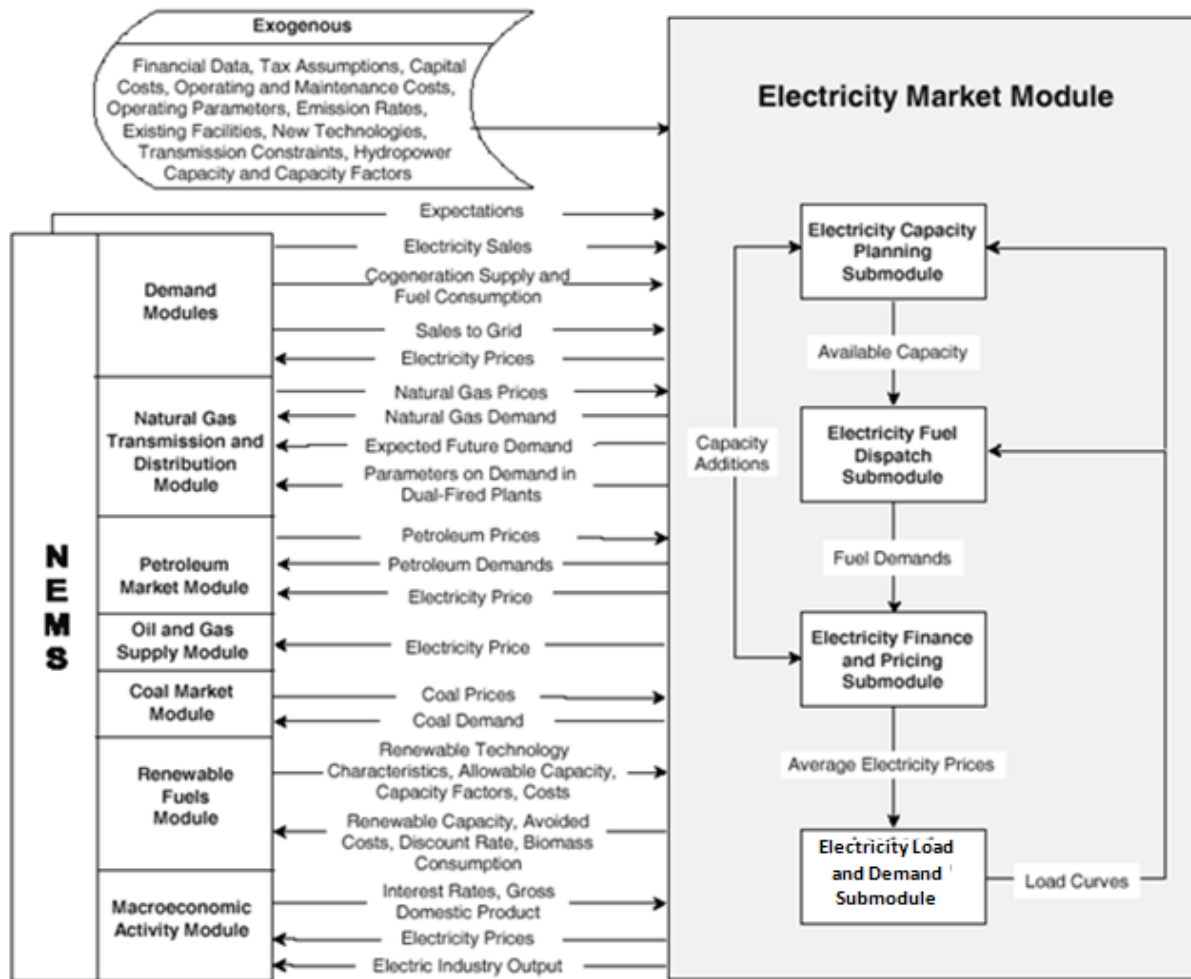 Exogenous
Financial Data, Tax Assumptions, Capital
Costs, Operating and Maintenance Costs,
Operating Parameters, Emission Rates,
Existing Facilities, New Technologies,
Transmission Constraints, Hydropower
Capacity and Capacity Factors
Expectations
NEMS
Demand
Modules
Electricity Sales
Cogeneration Supply and
Fuel Consumption
Sales to Grid
Electricity Prices
Natural Gas
Transmission and
Distribution
Module
Natural Gas Prices
Natural Gas Demand
Expected Future Demand
Parameters on Demand in
Dual-Fired Plants
Petroleum
Market Module
Petroleum Prices
Petroleum Demands
Electricity Price
Oil and Gas
Supply Module
Electricity Price
Coal Market
Module
Coal Prices
Coal Demand
Renewable
Fuels
Module
Renewable Technology
Characteristics, Allowable Capacity,
Capacity Factors, Costs
Renewable Capacity, Avoided
Costs, Discount Rate, Biomass
Consumption
Macroeconomic
Activity Module
Interest Rates, Gross
Domestic Product
Electricity Prices
Electric Industry Output
Electricity Market Module
Electricity Capacity
Planning
Submodule
Available Capacity
Electricity Fuel
Dispatch
Submodule
Capacity
Additions
Fuel Demands
Electricity Finance
and Pricing
Submodule
Average Electricity Prices
Electricity Load
and Demand
Submodule
Load Curves